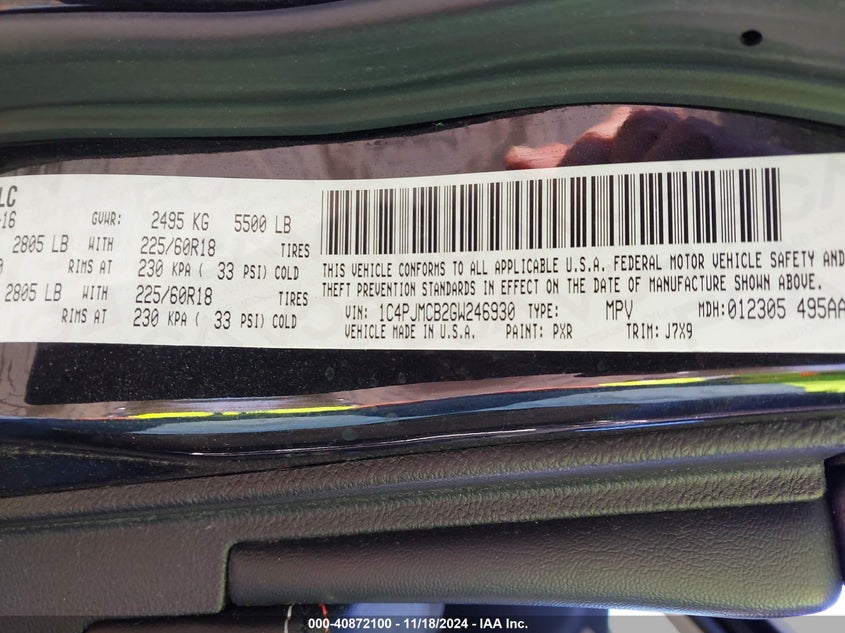 LC
-16 GVWR: 2495 KG 5500 LB
2805 LB WITH 225/60R18 TIRES
RIMS AT 230 KPA ( 33 PSI) COLD
2805 LB WITH 225/60R18 TIRES
RIMS AT 230 KPA ( 33 PSI) COLD
THIS VEHICLE CONFORMS TO ALL APPLICABLE U.S.A. FEDERAL MOTOR VEHICLE SAFETY AND
THEFT PREVENTION STANDARDS IN EFFECT ON THE DATE OF MANUFACTURE SHOWN ABOVE.
VIN: 1C4PJMCB2GW246930 TYPE: MPV MDH:012305 495AA
VEHICLE MADE IN U.S.A. PAINT: PXR TRIM: J7X9
000-40872100 - 11/18/2024 - IAA Inc.